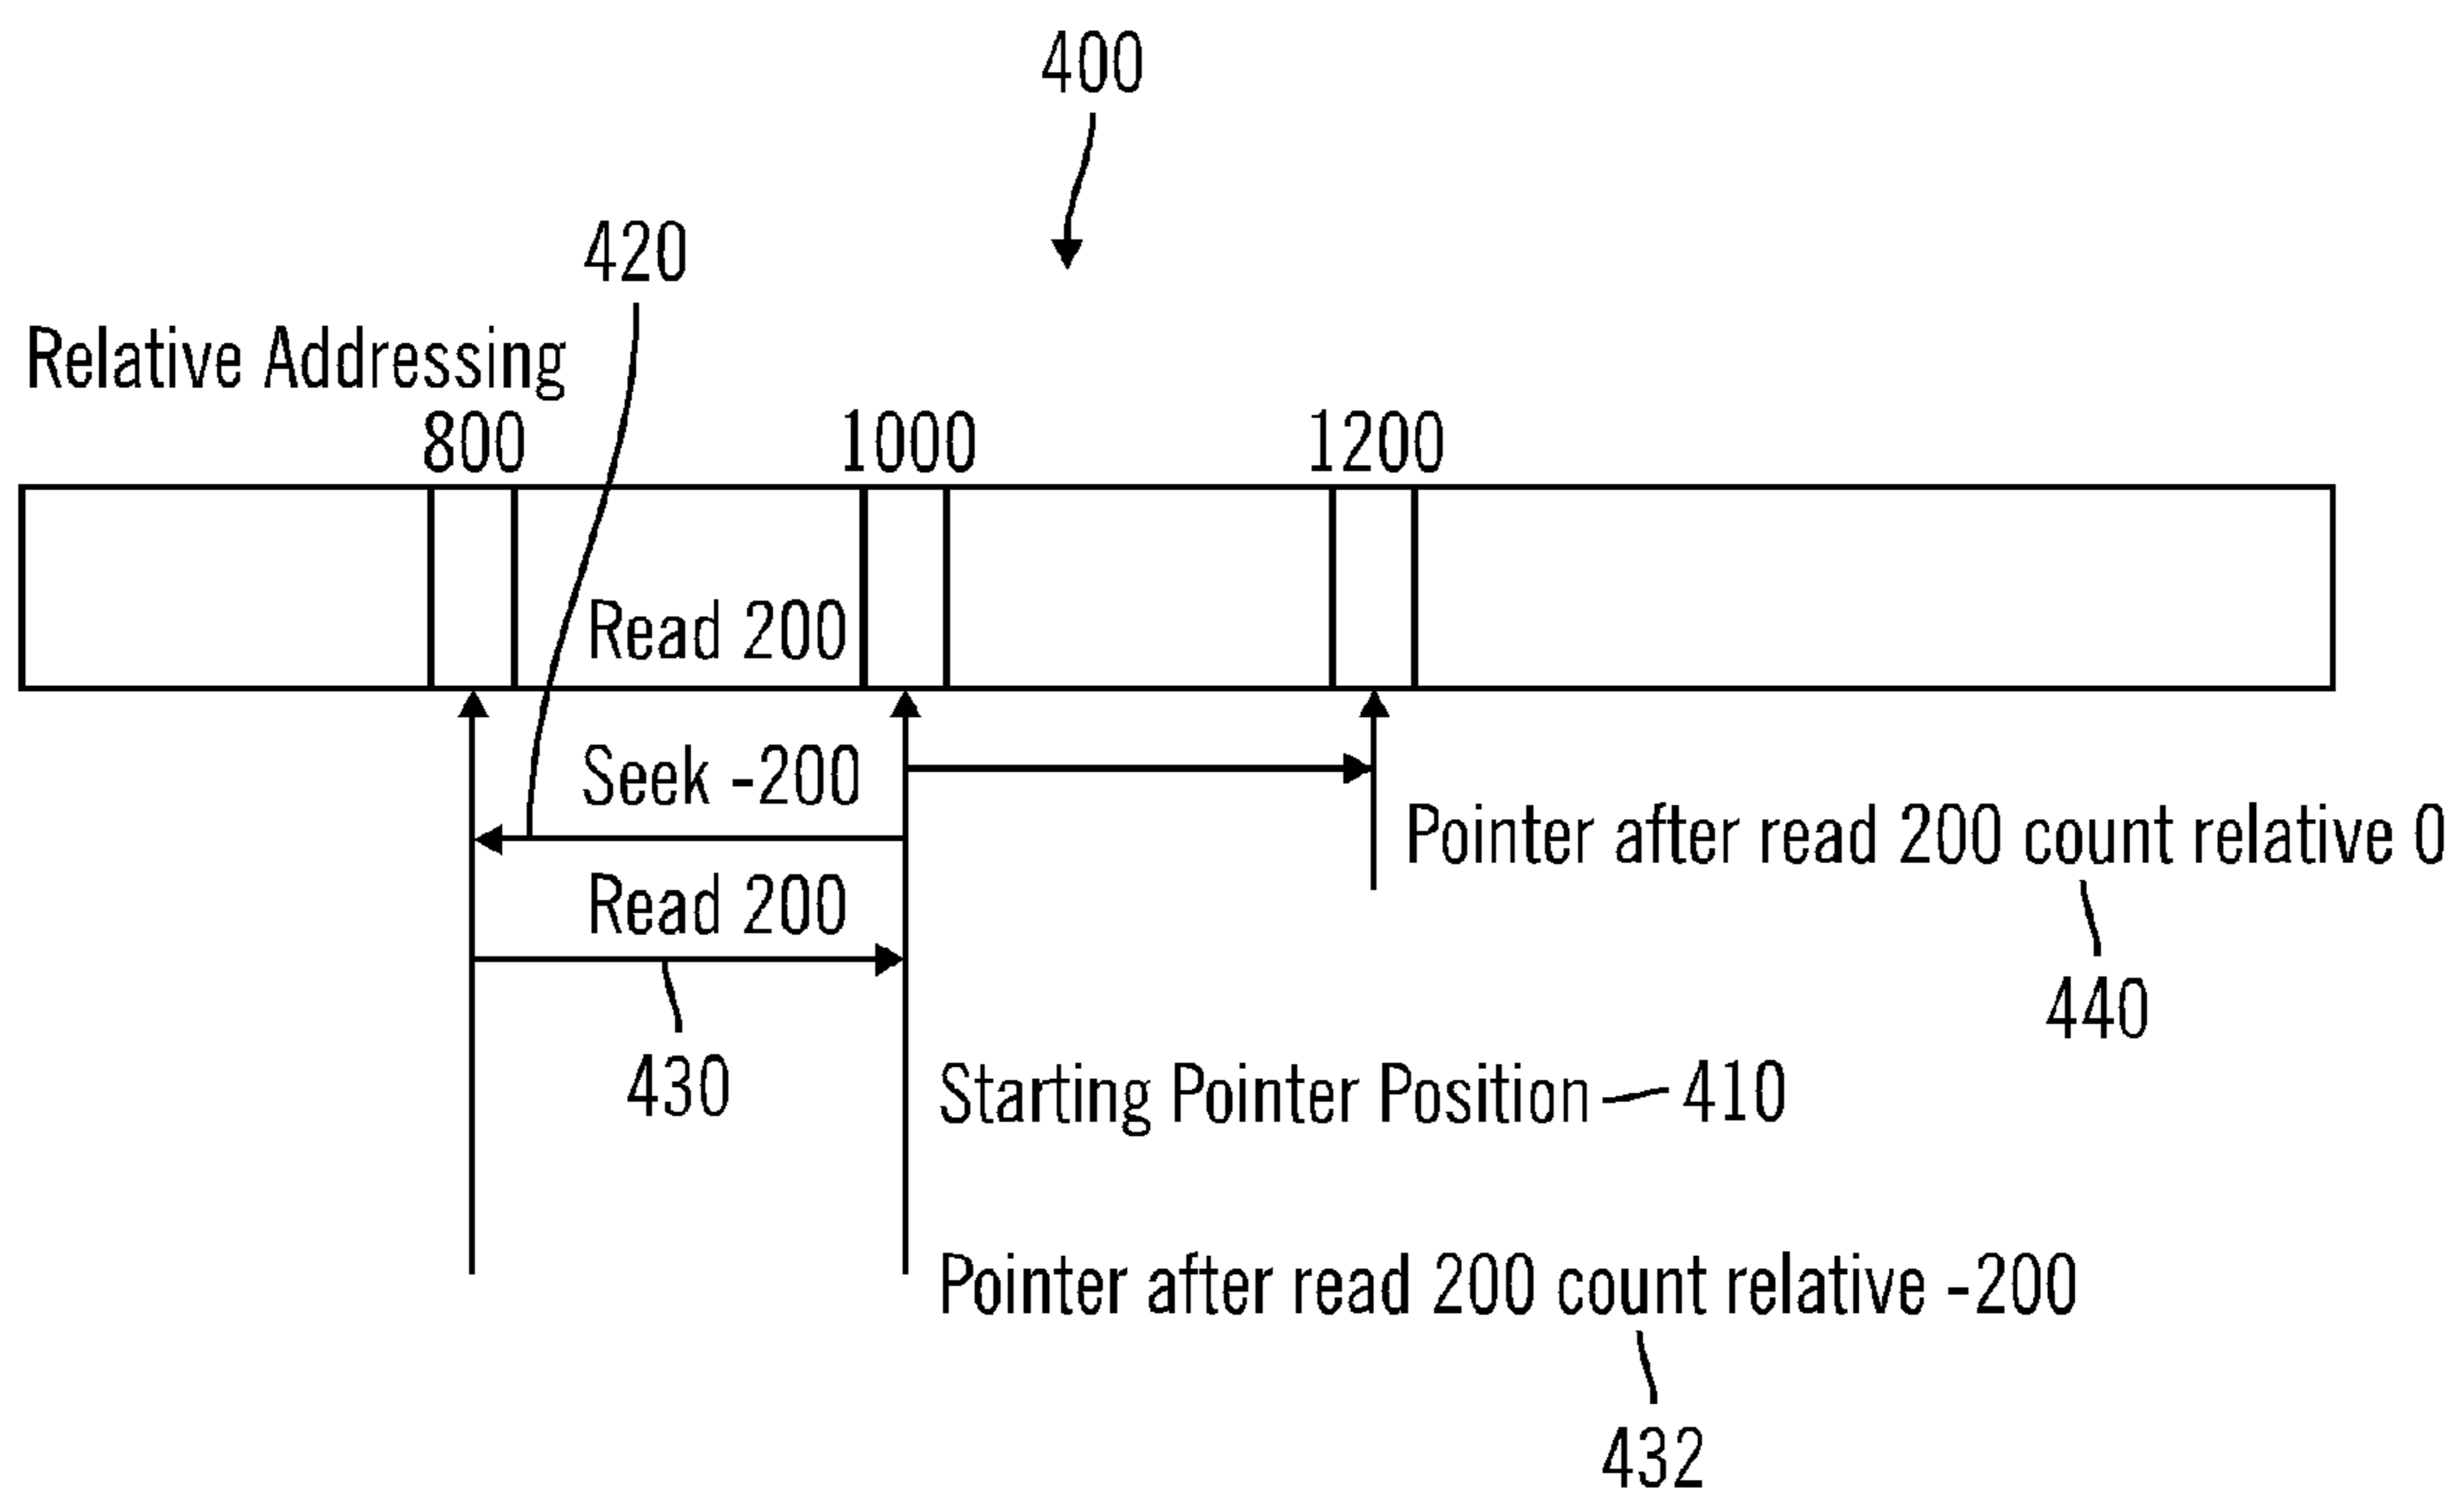 400
420
Relative Addressing
800 1000 1200
Read 200
Seek -200
Pointer after read 200 count relative 0
Read 200
440
430
Starting Pointer Position 410
Pointer after read 200 count relative -200
432